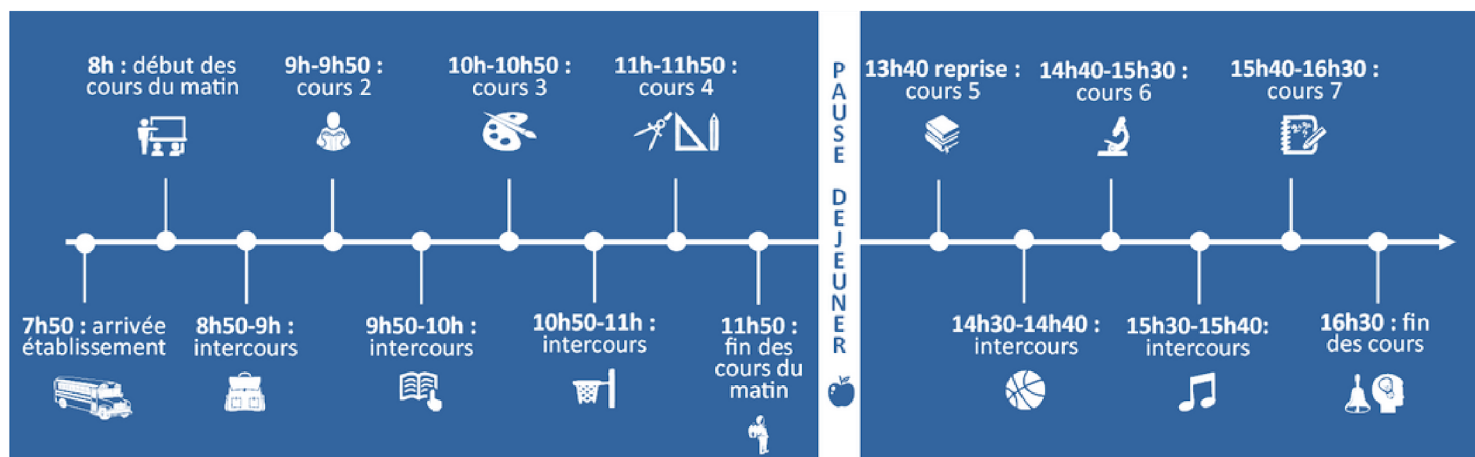 8h : début des
cours du matin
9h-9h50 :
cours 2
10h-10h50 :
cours 3
11h-11h50 :
cours 4
7h50 : arrivée
établissement
8h50-9h :
intercours
9h50-10h :
intercours
10h50-11h :
intercours
11h50 :
fin des
cours du
matin
PAUSE DEJEUNER
13h40 reprise :
cours 5
14h40-15h30 :
cours 6
15h40-16h30 :
cours 7
14h30-14h40 :
intercours
15h30-15h40:
intercours
16h30 : fin
des cours